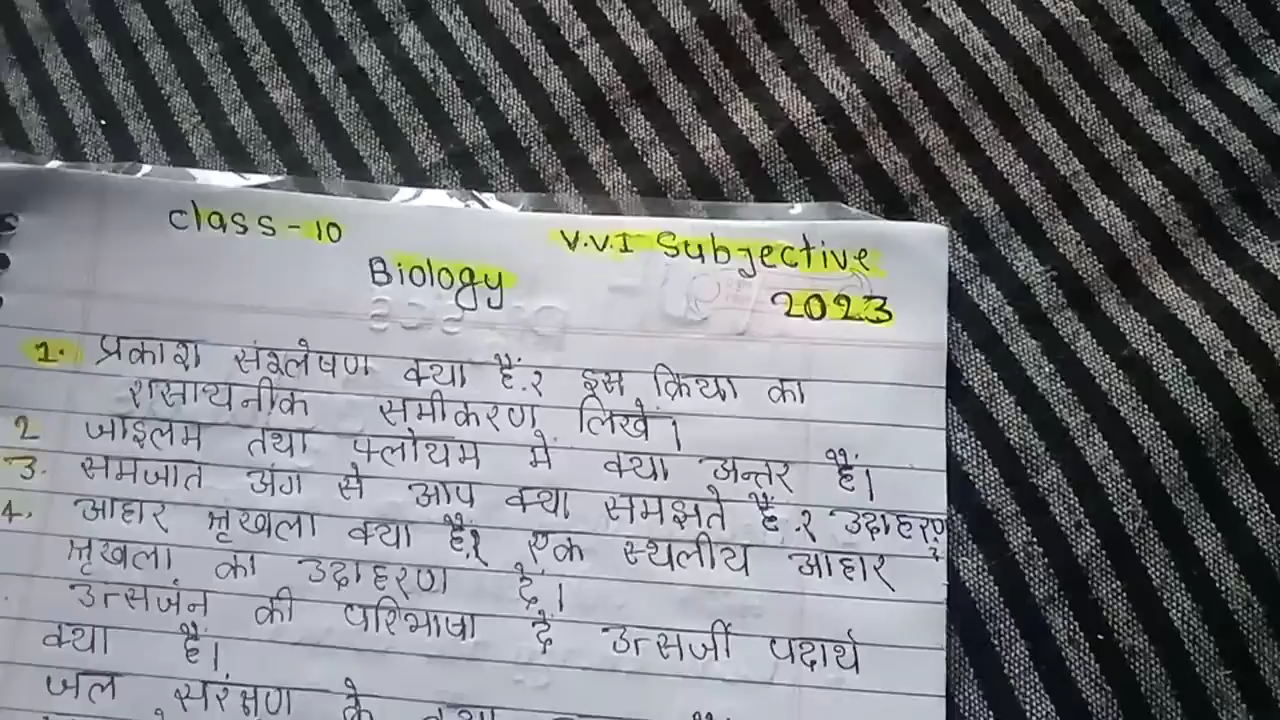 class-10
V.V.I Subjective
Biology
2023
1. प्रकाश संश्लेषण क्या हैं.? इस क्रिया का
रासायनीक समीकरण लिखें।
2 जाइलम तथा फ्लोयम में क्या अन्तर हैं।
3. समजात अंग से आप क्या समझते हैं.? उदाहरण दें
4. आहार श्रृखला क्या हैं? एक स्थलीय आहार
श्रृखला का उदाहरण दें।
उत्सर्जन की परिभाषा दें उत्सर्जी पदार्थ
क्या हैं।
जल सरंक्षण के क्या